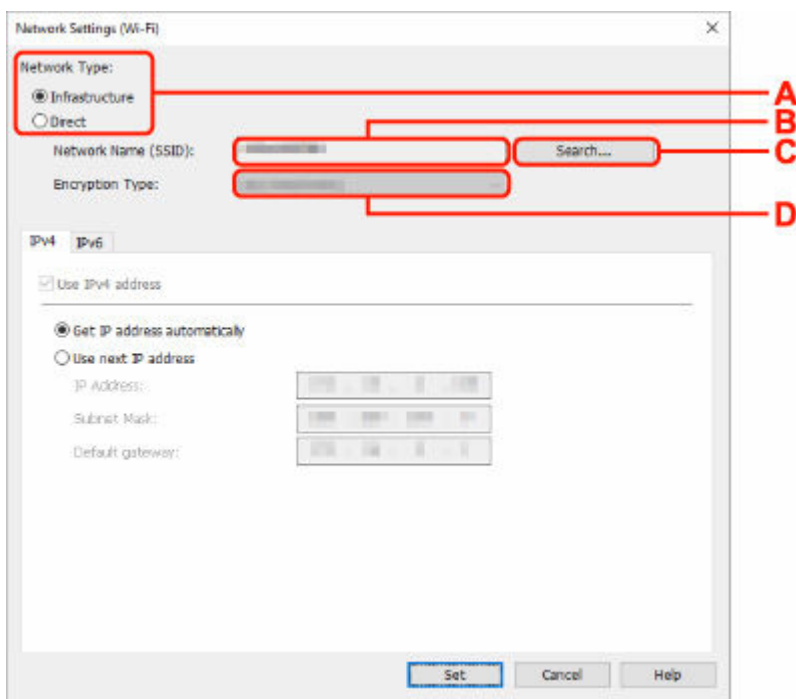 Network Settings (Wi-Fi)
Network Type:
Infrastructure
Direct
A
B
Network Name (SSID):
Search...
C
Encryption Type:
D
IPv4 IPv6
Use IPv4 address
Get IP address automatically
Use next IP address
IP Address:
Subnet Mask:
Default gateway:
Set Cancel Help